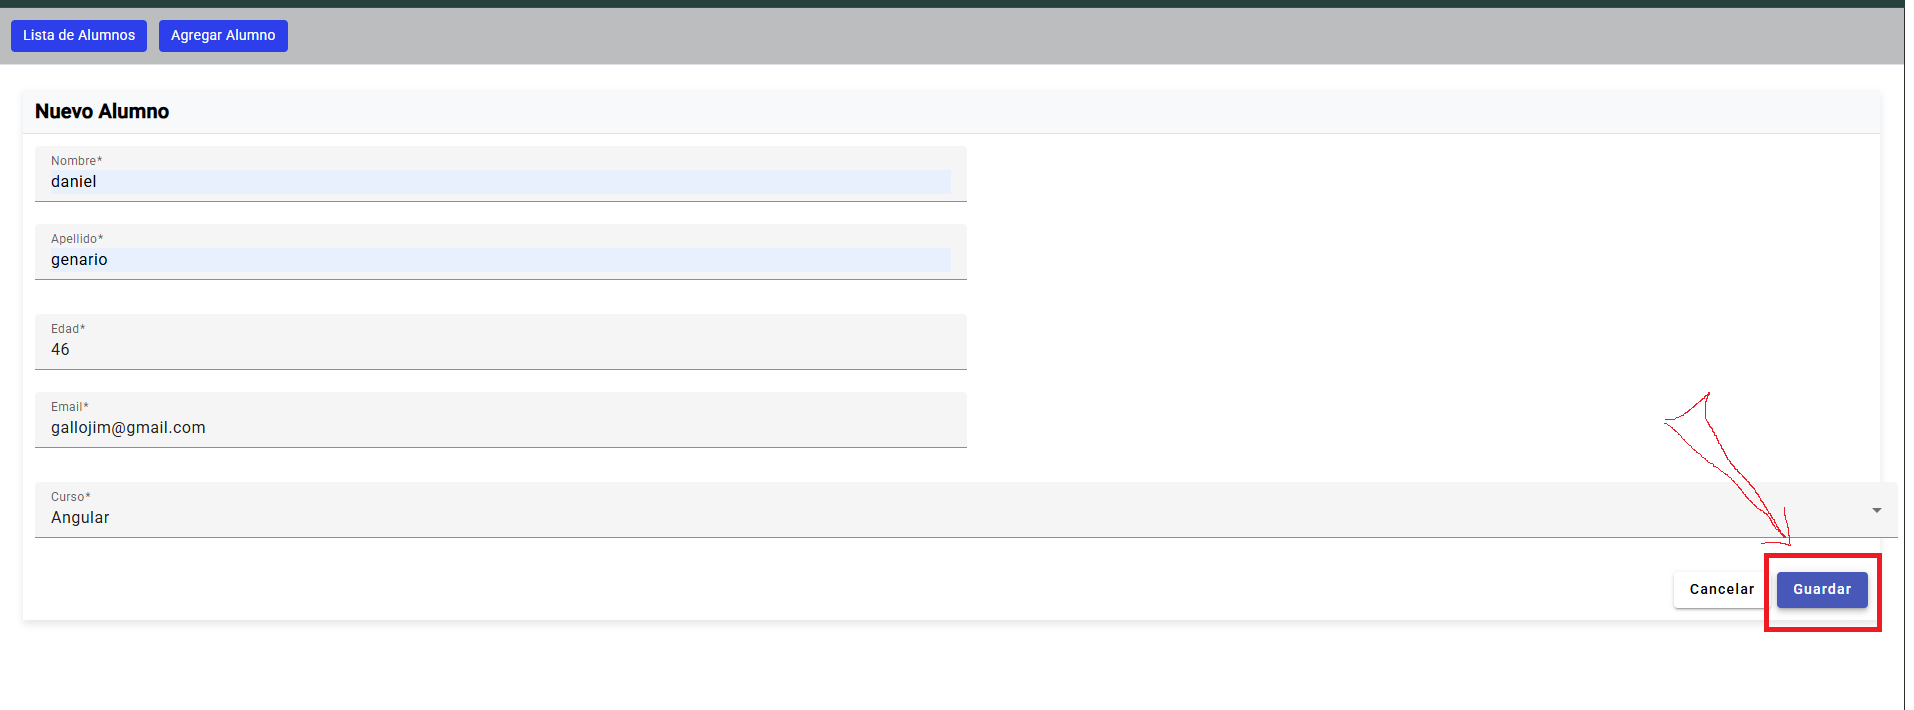 Lista de Alumnos
Agregar Alumno
Nuevo Alumno
Nombre*
daniel
Apellido*
genario
Edad*
46
Email*
gallojim@gmail.com
Curso*
Angular
Cancelar
Guardar